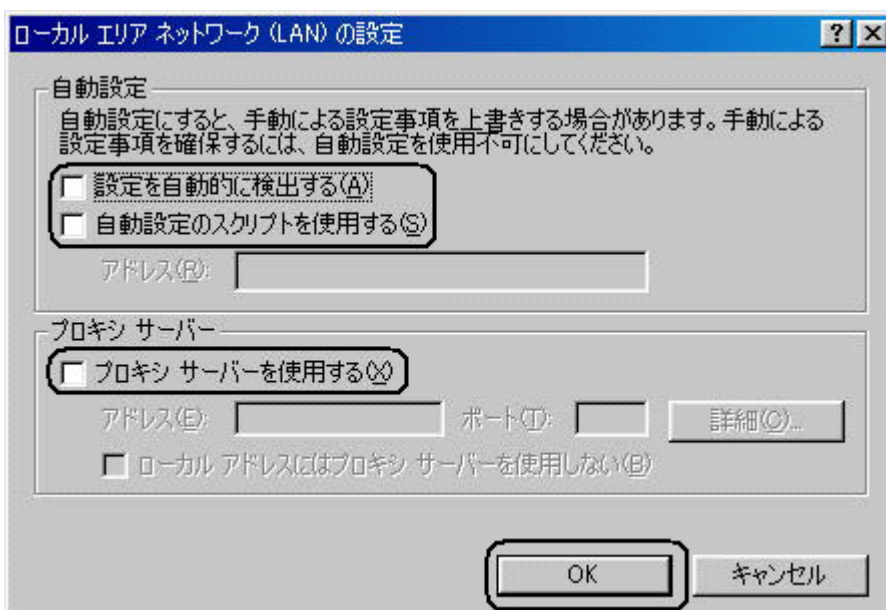 ローカル エリア ネットワーク (LAN) の設定
自動設定
自動設定にすると、手動による設定事項を上書きする場合があります。手動による
設定事項を確保するには、自動設定を使用不可にしてください。
設定を自動的に検出する(A)
自動設定のスクリプトを使用する(S)
アドレス(R):
プロキシ サーバー
プロキシ サーバーを使用する(X)
アドレス(E): ポート(T): 詳細(C)...
ローカル アドレスにはプロキシ サーバーを使用しない(B)
OK キャンセル